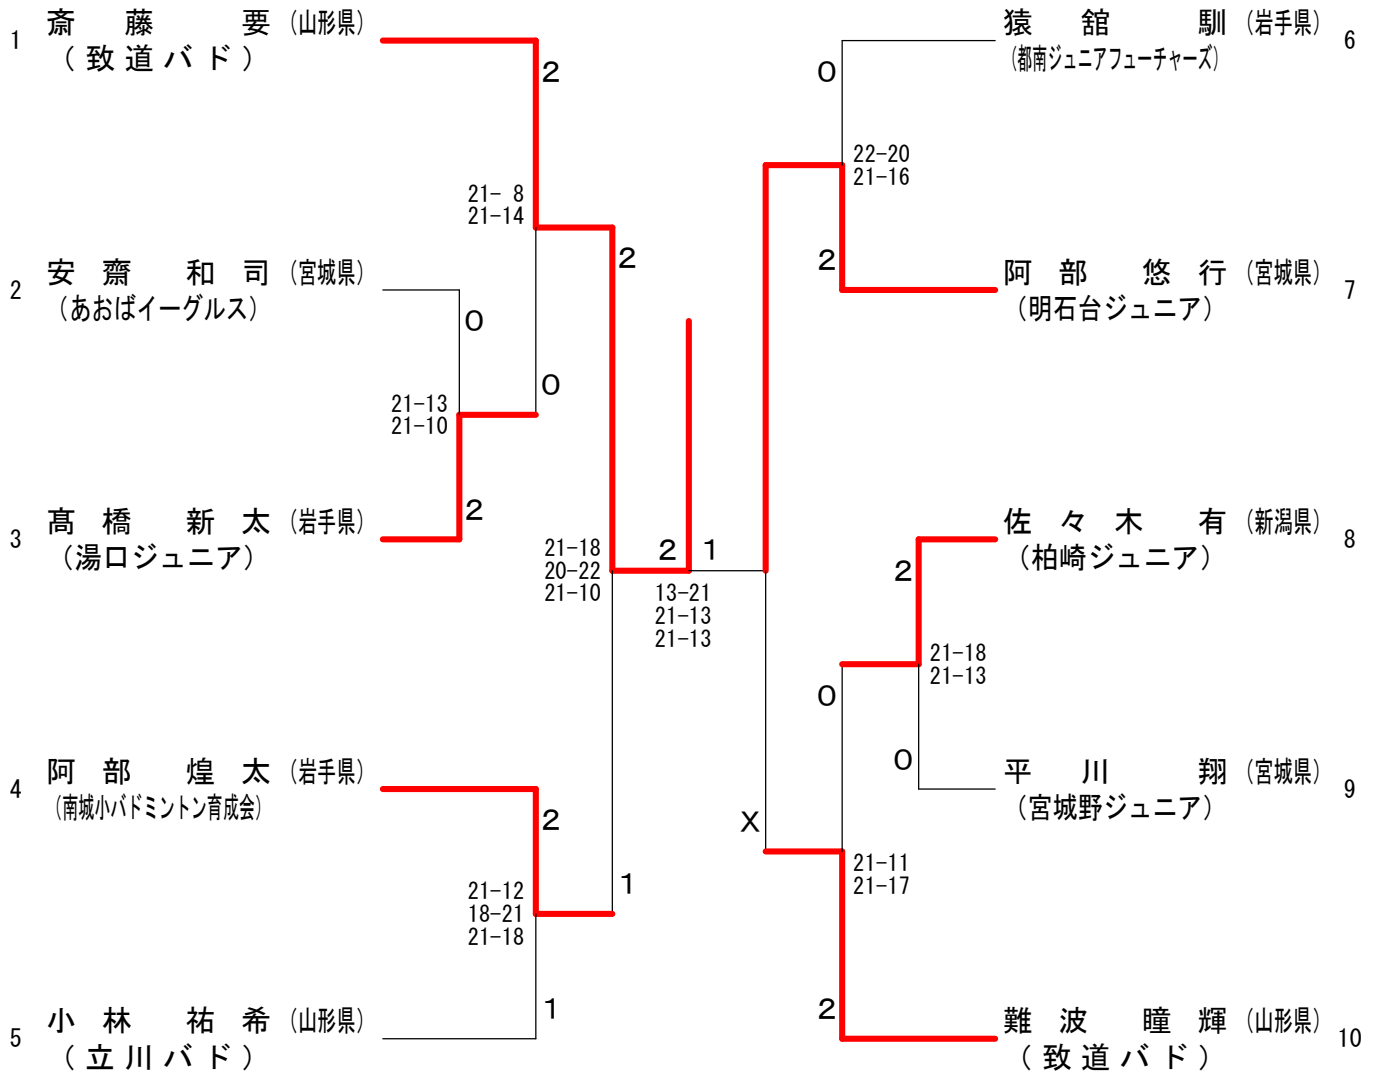 1 斎藤 要 (山形県)
(致道バド)
2
21- 8
21-14
2 安齋 和司 (宮城県)
(あおばイーグルス)
0
2
0
21-13
21-10
3 髙橋 新太 (岩手県)
(湯口ジュニア)
2
21-18
20-22
21-10
2 1
13-21
21-13
21-13
4 阿部 煌太 (岩手県)
(南城小バドミントン育成会)
2
21-12
18-21
21-18
1
5 小林 祐希 (山形県)
(立川バド)
1
猿舘 馴 (岩手県) 6
(都南ジュニアフューチャーズ)
0
22-20
21-16
2
阿部 悠行 (宮城県) 7
(明石台ジュニア)
佐々木 有 (新潟県) 8
(柏崎ジュニア)
2
21-18
21-13
0
0
平川 翔 (宮城県) 9
(宮城野ジュニア)
X
21-11
21-17
2
難波 瞳輝 (山形県) 10
(致道バド)